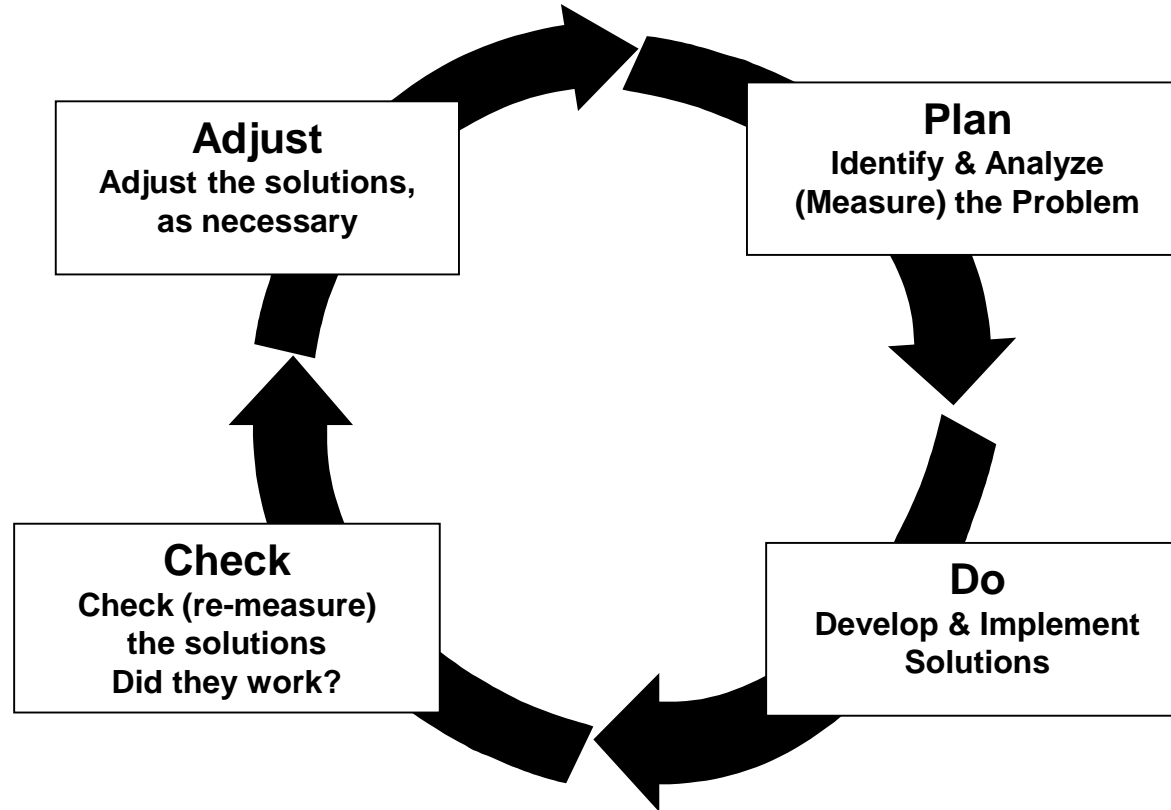 Plan
Identify & Analyze
(Measure) the Problem
Do
Develop & Implement
Solutions
Check
Check (re-measure)
the solutions
Did they work?
Adjust
Adjust the solutions,
as necessary